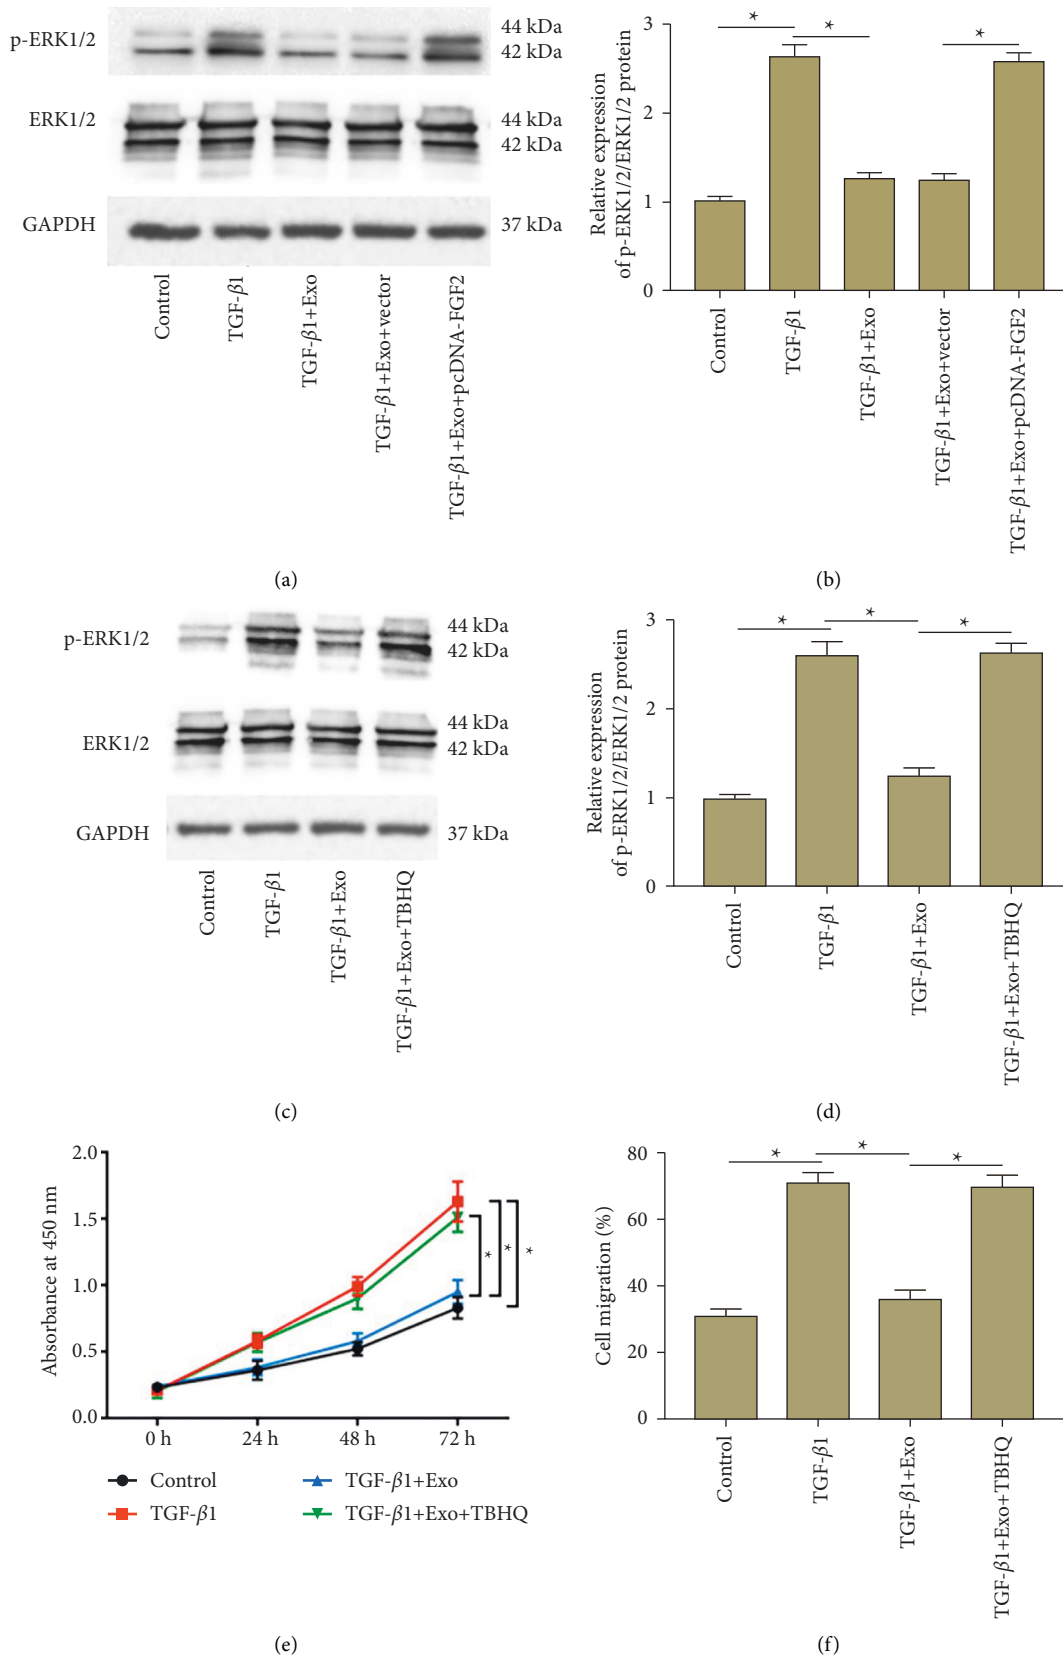 p-ERK1/2
44 kDa
42 kDa
ERK1/2
44 kDa
42 kDa
GAPDH
37 kDa
Control
TGF-β1
TGF-β1+Exo
TGF-β1+Exo+vector
TGF-β1+Exo+pcDNA-FGF2
(a)
Relative expression
of p-ERK1/2/ERK1/2 protein
3
2
1
0
*
*
*
Control
TGF-β1
TGF-β1+Exo
TGF-β1+Exo+vector
TGF-β1+Exo+pcDNA-FGF2
(b)
p-ERK1/2
44 kDa
42 kDa
ERK1/2
44 kDa
42 kDa
GAPDH
37 kDa
Control
TGF-β1
TGF-β1+Exo
TGF-β1+Exo+TBHQ
(c)
Relative expression
of p-ERK1/2/ERK1/2 protein
3
2
1
0
*
*
*
Control
TGF-β1
TGF-β1+Exo
TGF-β1+Exo+TBHQ
(d)
Absorbance at 450 nm
2.0
1.5
1.0
0.5
0.0
*
*
*
0 h
24 h
48 h
72 h
Control
TGF-β1+Exo
TGF-β1
TGF-β1+Exo+TBHQ
(e)
Cell migration (%)
80
60
40
20
0
*
*
*
Control
TGF-β1
TGF-β1+Exo
TGF-β1+Exo+TBHQ
(f)